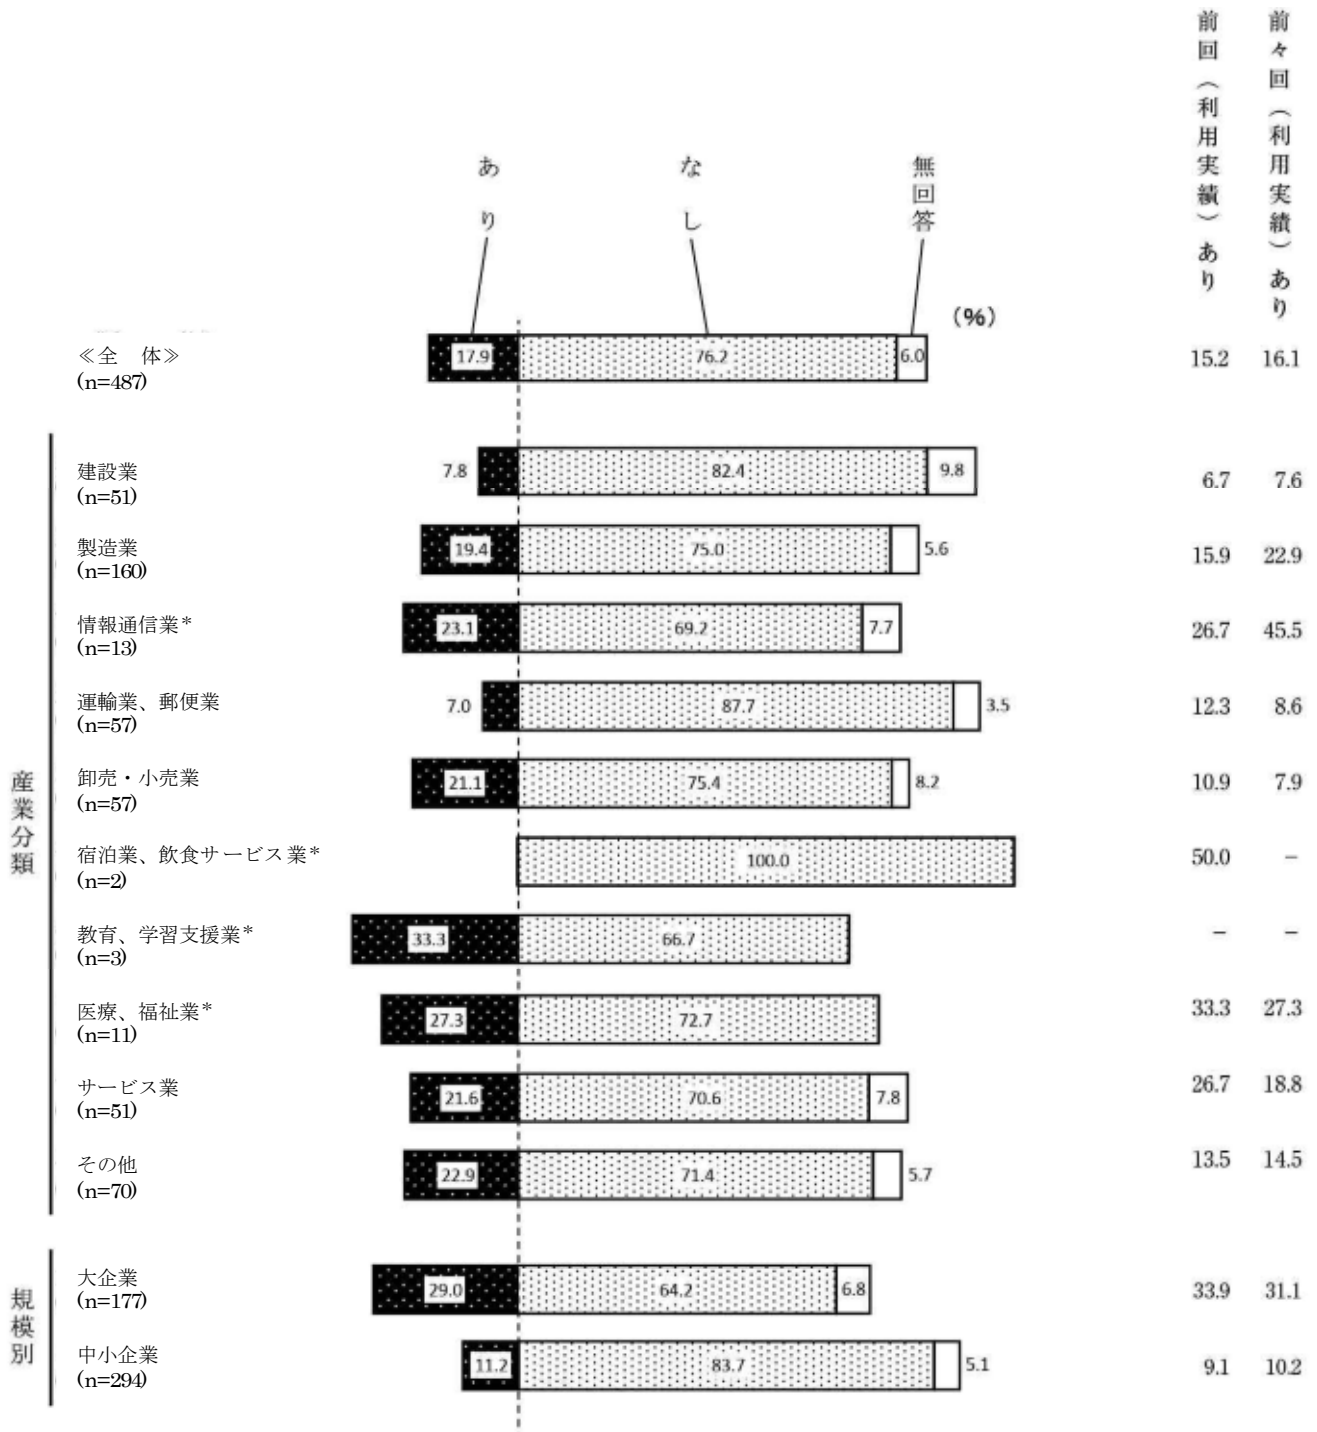 前回（利用実績）あり
前々回（利用実績）あり
あり
なし
無回答
(%)
≪全　体≫
(n=487)
17.9
76.2
6.0
15.2
16.1
産業分類
建設業
(n=51)
7.8
82.4
9.8
6.7
7.6
製造業
(n=160)
19.4
75.0
5.6
15.9
22.9
情報通信業*
(n=13)
23.1
69.2
7.7
26.7
45.5
運輸業、郵便業
(n=57)
7.0
87.7
3.5
12.3
8.6
卸売・小売業
(n=57)
21.1
75.4
8.2
10.9
7.9
宿泊業、飲食サービス業*
(n=2)
100.0
50.0
－
教育、学習支援業*
(n=3)
33.3
66.7
－
－
医療、福祉業*
(n=11)
27.3
72.7
33.3
27.3
サービス業
(n=51)
21.6
70.6
7.8
26.7
18.8
その他
(n=70)
22.9
71.4
5.7
13.5
14.5
規模別
大企業
(n=177)
29.0
64.2
6.8
33.9
31.1
中小企業
(n=294)
11.2
83.7
5.1
9.1
10.2